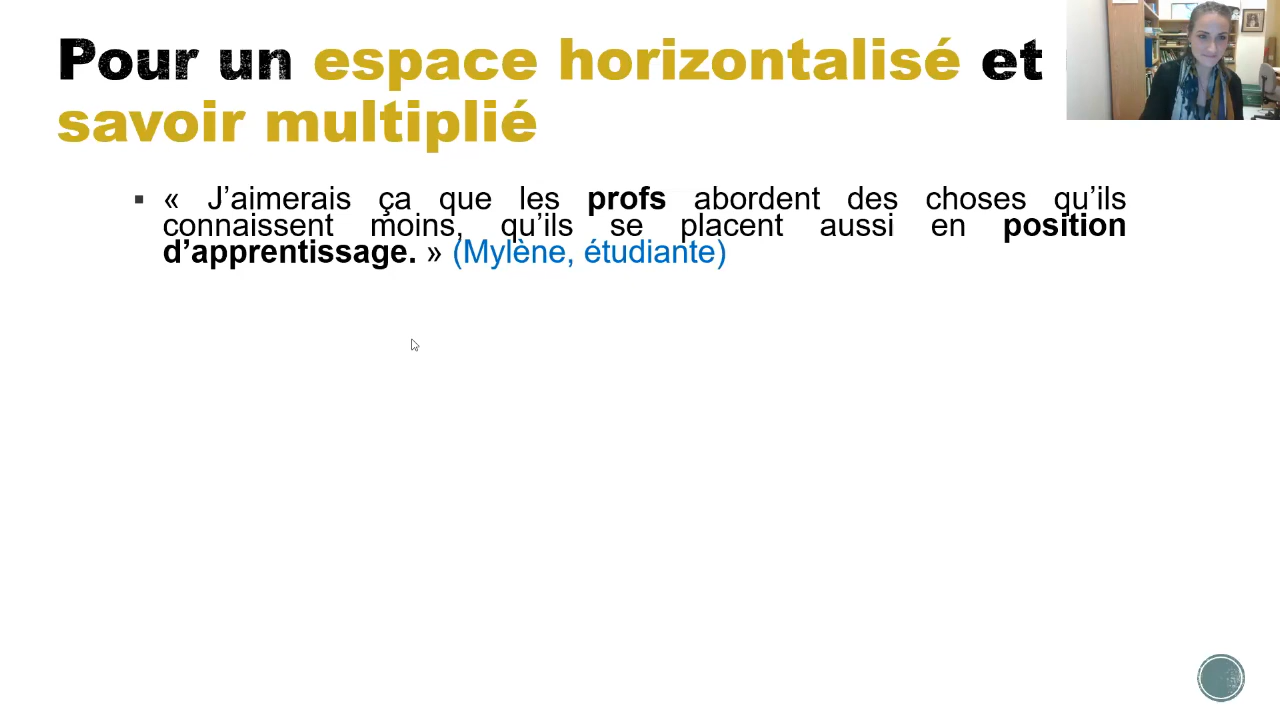 Pour un espace horizontalisé et
savoir multiplié
▪ « J’aimerais ça que les profs abordent des choses qu’ils
connaissent moins, qu’ils se placent aussi en position
d’apprentissage. » (Mylène, étudiante)